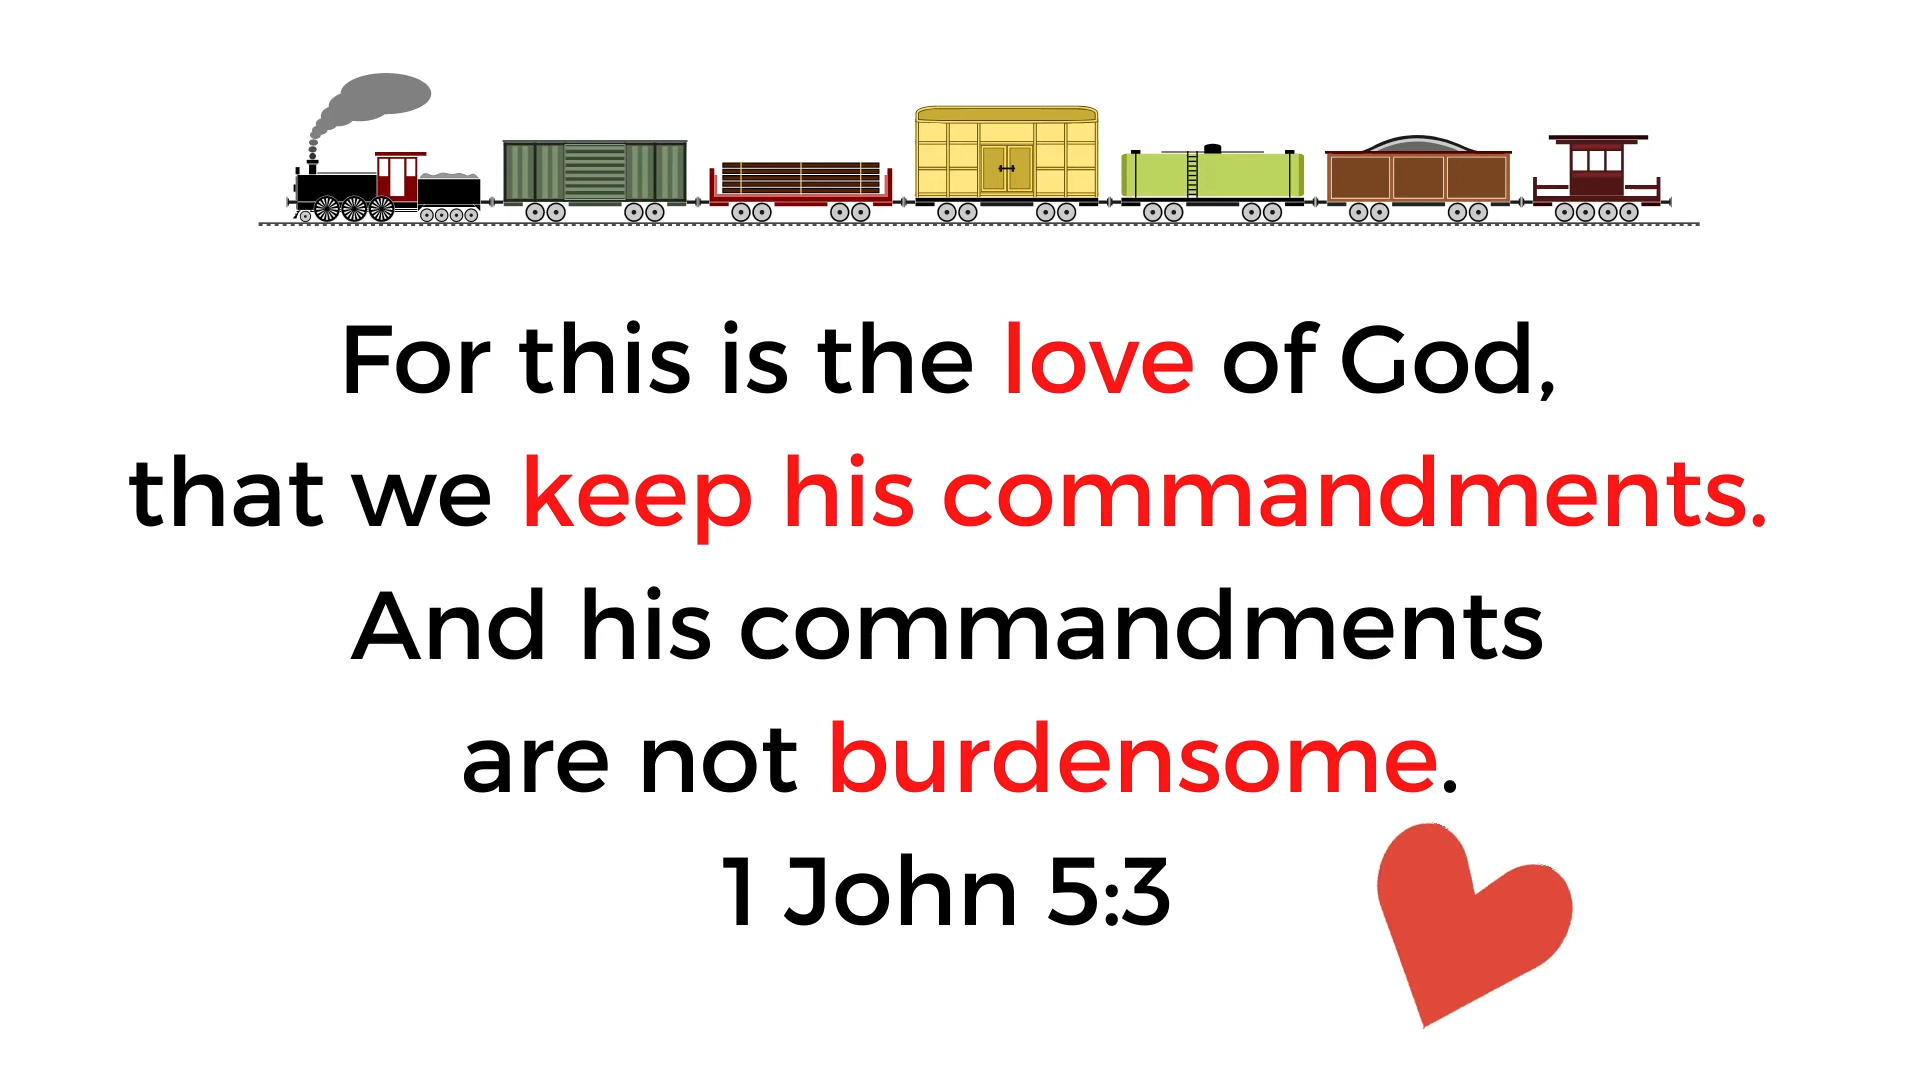 For this is the love of God,
that we keep his commandments.
And his commandments
are not burdensome.
1 John 5:3